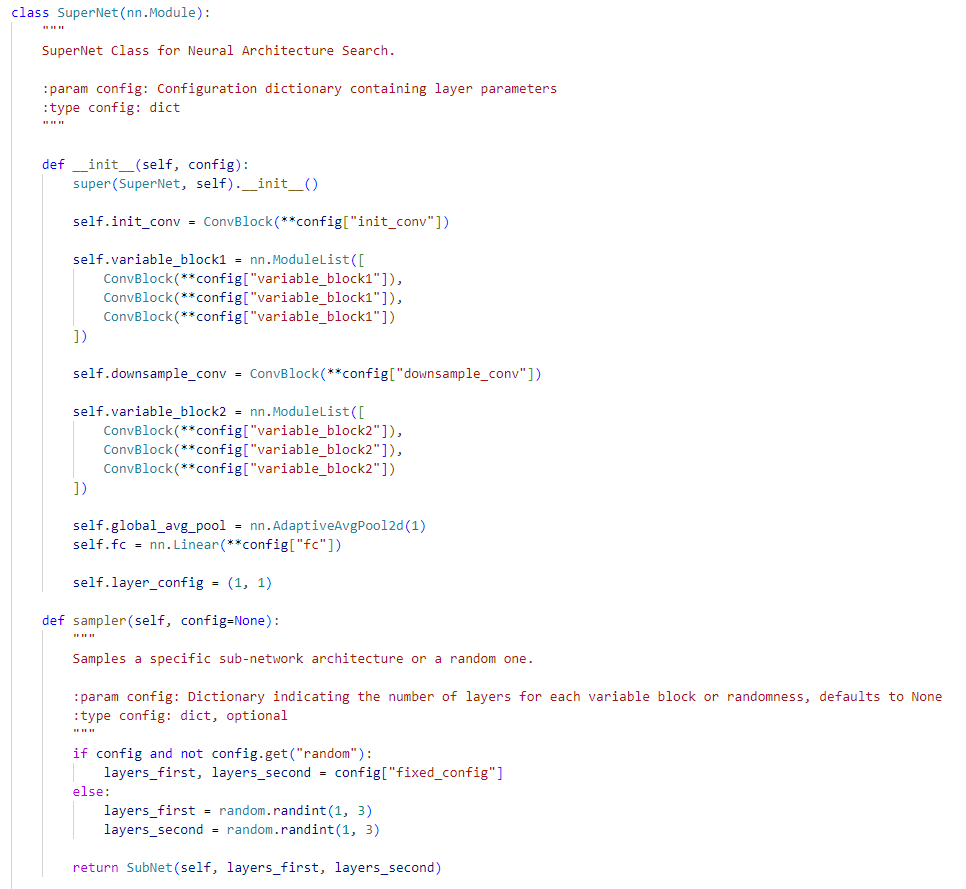 class SuperNet(nn.Module):
    """
    SuperNet Class for Neural Architecture Search.

    :param config: Configuration dictionary containing layer parameters
    :type config: dict
    """

    def __init__(self, config):
        super(SuperNet, self).__init__()

        self.init_conv = ConvBlock(**config["init_conv"])

        self.variable_block1 = nn.ModuleList([
            ConvBlock(**config["variable_block1"]),
            ConvBlock(**config["variable_block1"]),
            ConvBlock(**config["variable_block1"])
        ])

        self.downsample_conv = ConvBlock(**config["downsample_conv"])

        self.variable_block2 = nn.ModuleList([
            ConvBlock(**config["variable_block2"]),
            ConvBlock(**config["variable_block2"]),
            ConvBlock(**config["variable_block2"])
        ])

        self.global_avg_pool = nn.AdaptiveAvgPool2d(1)
        self.fc = nn.Linear(**config["fc"])

        self.layer_config = (1, 1)

    def sampler(self, config=None):
        """
        Samples a specific sub-network architecture or a random one.

        :param config: Dictionary indicating the number of layers for each variable block or randomness, defaults to None
        :type config: dict, optional
        """
        if config and not config.get("random"):
            layers_first, layers_second = config["fixed_config"]
        else:
            layers_first = random.randint(1, 3)
            layers_second = random.randint(1, 3)

        return SubNet(self, layers_first, layers_second)